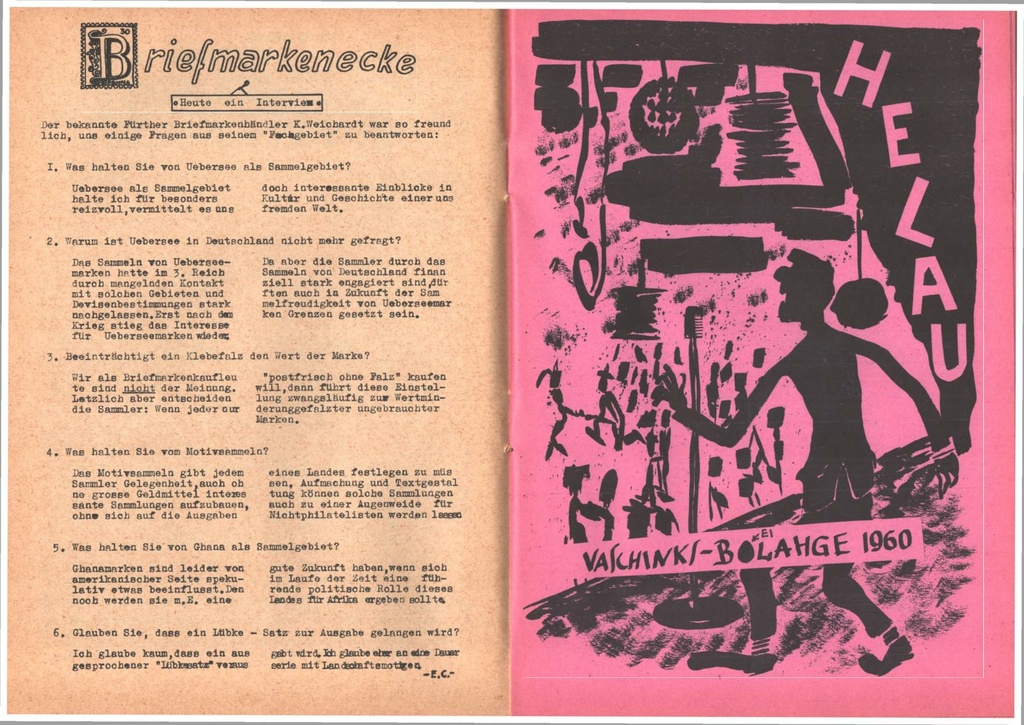 Briefmarkenecke
30
•Heute ein Interview•
Der bekannte Fürther Briefmarkenhändler K.Weichardt war so freund
lich, uns einige Fragen aus seinem "Fachgebiet" zu beantworten:
I. Was halten Sie von Uebersee als Sammelgebiet?
Uebersee als Sammelgebiet
halte ich für besonders
reizvoll,vermittelt es uns
doch interessante Einblicke in
Kultur und Geschichte einer uns
fremden Welt.
2. Warum ist Uebersee in Deutschland nicht mehr gefragt?
Das Sammeln von Uebersee-
marken hatte im 3. Reich
durch mangelnden Kontakt
mit solchen Gebieten und
Devisenbestimmungen stark
nachgelassen.Erst nach dem
Krieg stieg das Interesse
für Ueberseemarken wieder.
Da aber die Sammler durch das
Sammeln von Deutschland finan
ziell stark engagiert sind,dür
ften auch in Zukunft der Sam
melfreudigkeit von Ueberseemar
ken Grenzen gesetzt sein.
3. Beeinträchtigt ein Klebefalz den Wert der Marke?
Wir als Briefmarkenkaufleu
te sind nicht der Meinung.
Letzlich aber entscheiden
die Sammler: Wenn jeder nur
"postfrisch ohne Falz" kaufen
will,dann führt diese Einstel-
lung zwangsläufig zur Wertmin-
derunggefalzter ungebrauchter
Marken.
4. Was halten Sie vom Motivsammeln?
Das Motivsammeln gibt jedem
Sammler Gelegenheit,auch oh
ne grosse Geldmittel interes
sante Sammlungen aufzubauen,
ohne sich auf die Ausgaben
eines Landes festlegen zu müs
sen, Aufmachung und Textgestal
tung können solche Sammlungen
auch zu einer Augenweide für
Nichtphilatelisten werden lassen
5. Was halten Sie von Ghana als Sammelgebiet?
Ghanamarken sind leider von
amerikanischer Seite speku-
lativ etwas beeinflusst.Den
noch werden sie m.E. eine
gute Zukunft haben,wenn sich
im Laufe der Zeit eine füh-
rende politische Rolle dieses
Landes für Afrika ergeben sollte.
6. Glauben Sie, dass ein Lübke - Satz zur Ausgabe gelangen wird?
Ich glaube kaum,dass ein aus
gesprochener "Lübkesatz" veraus
gabt wird. Ich glaube eher an eine Dauer
serie mit Landschaftsmotiven.
-E.C.-
HELAU
VASCHINKS-BOLAHGE 1960
KEI